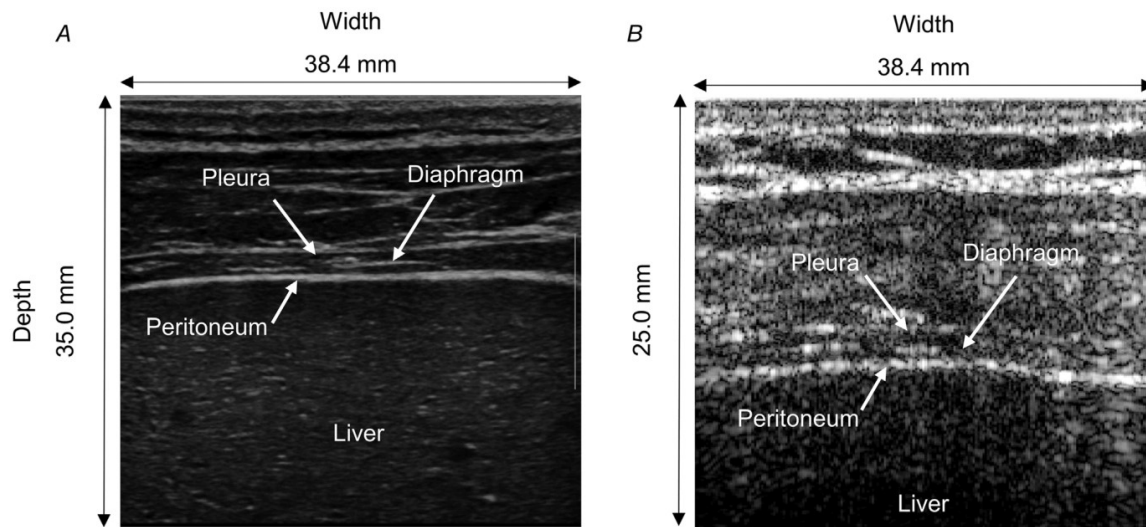 A
Width
38.4 mm
Depth
35.0 mm
Pleura
Diaphragm
Peritoneum
Liver
B
Width
38.4 mm
25.0 mm
Pleura
Diaphragm
Peritoneum
Liver